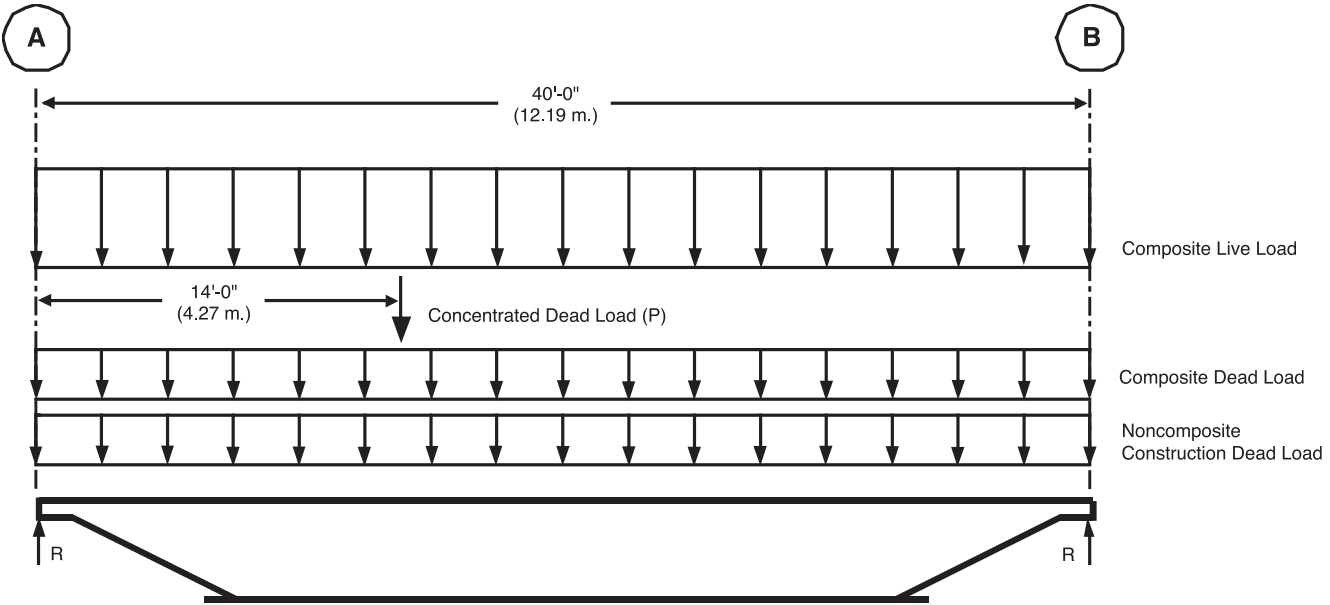 A
B
40'-0"
(12.19 m.)
Composite Live Load
14'-0"
(4.27 m.)
Concentrated Dead Load (P)
Composite Dead Load
Noncomposite
Construction Dead Load
R
R